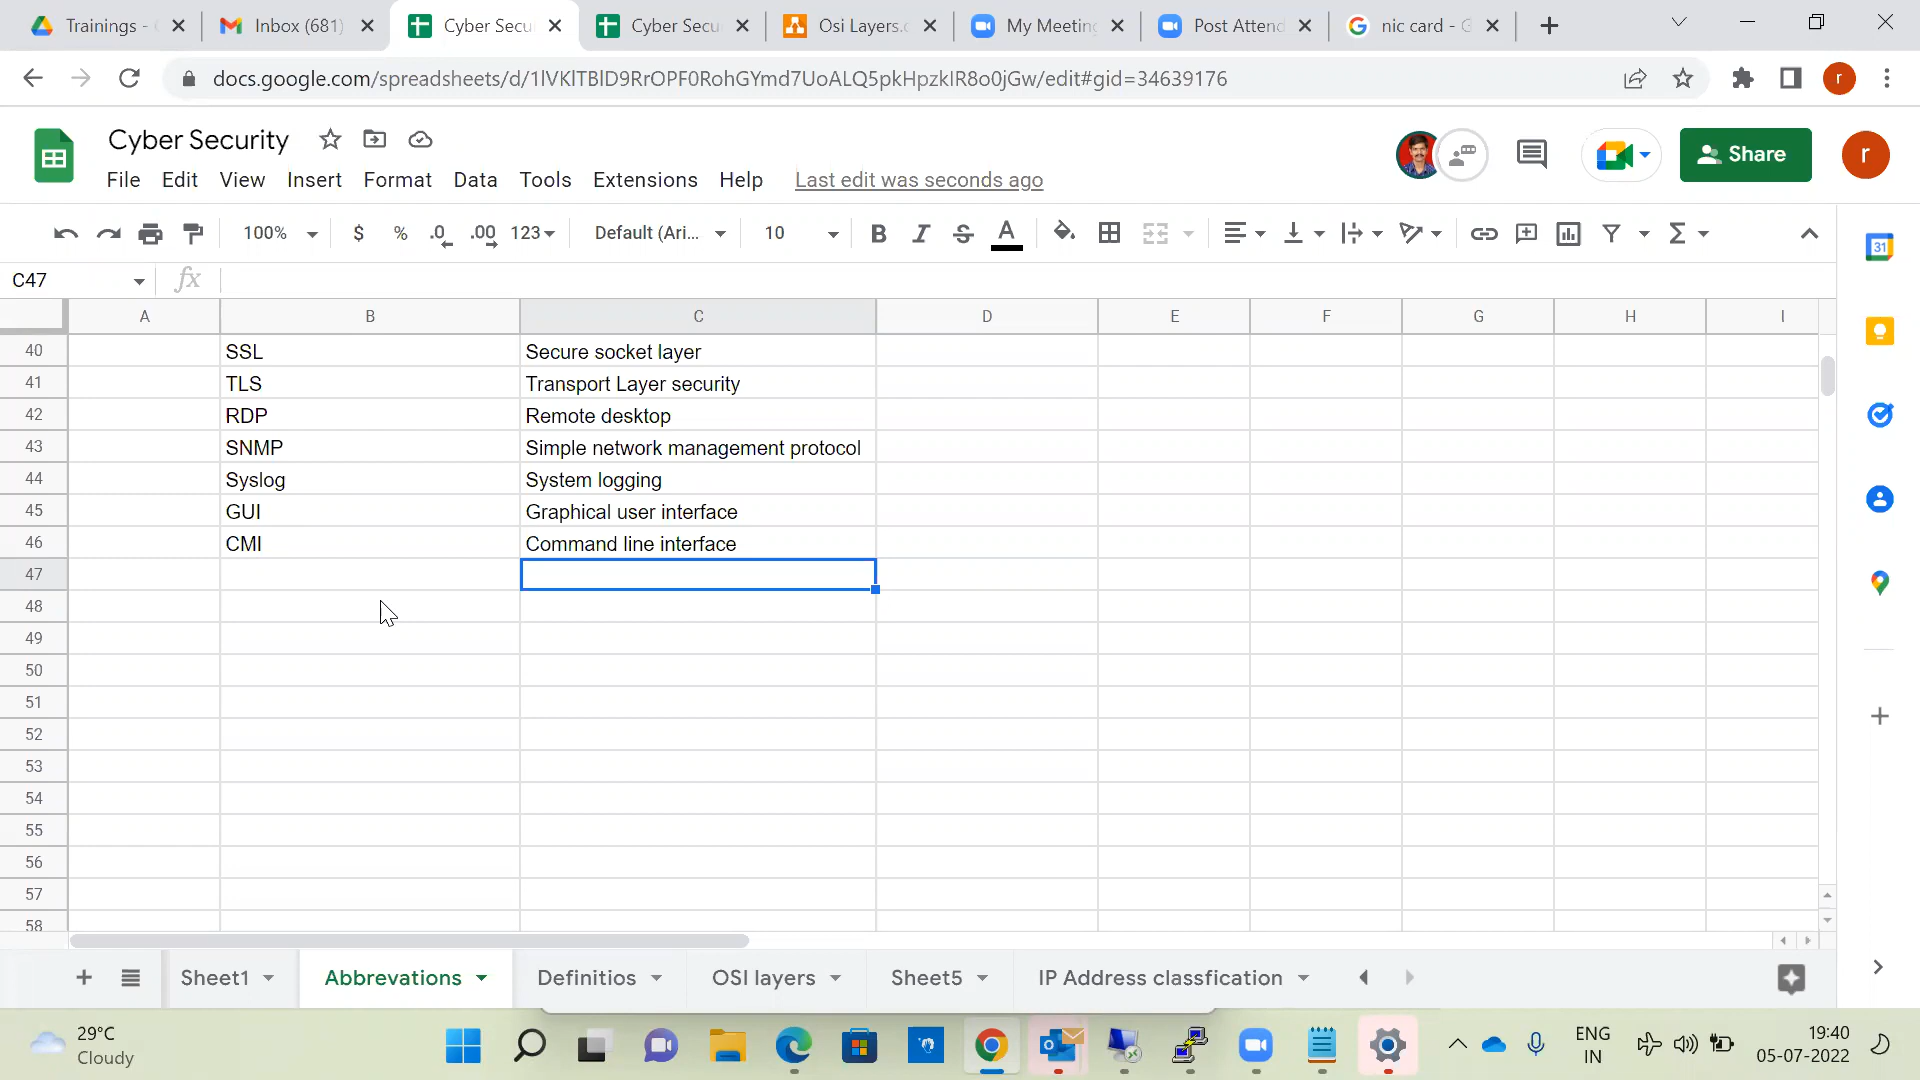 Trainings -
Inbox (681)
Cyber Secu
Cyber Secu
Osi Layers.c
My Meeting
Post Attend
nic card - G
docs.google.com/spreadsheets/d/1lVKlTBlD9RrOPF0RohGYmd7UoALQ5pkHpzkIR8o0jGw/edit#gid=34639176
r
Cyber Security
File Edit View Insert Format Data Tools Extensions Help Last edit was seconds ago
Share
r
100% $ % .0 .00 123 Default (Ari... 10 B I S A Σ
31
C47 fx
A B C D E F G H I
40 SSL Secure socket layer
41 TLS Transport Layer security
42 RDP Remote desktop
43 SNMP Simple network management protocol
44 Syslog System logging
45 GUI Graphical user interface
46 CMI Command line interface
47
48
49
50
51
52
53
54
55
56
57
58
Sheet1 Abbrevations Definitios OSI layers Sheet5 IP Address classfication
29°C
Cloudy
ENG
IN
19:40
05-07-2022